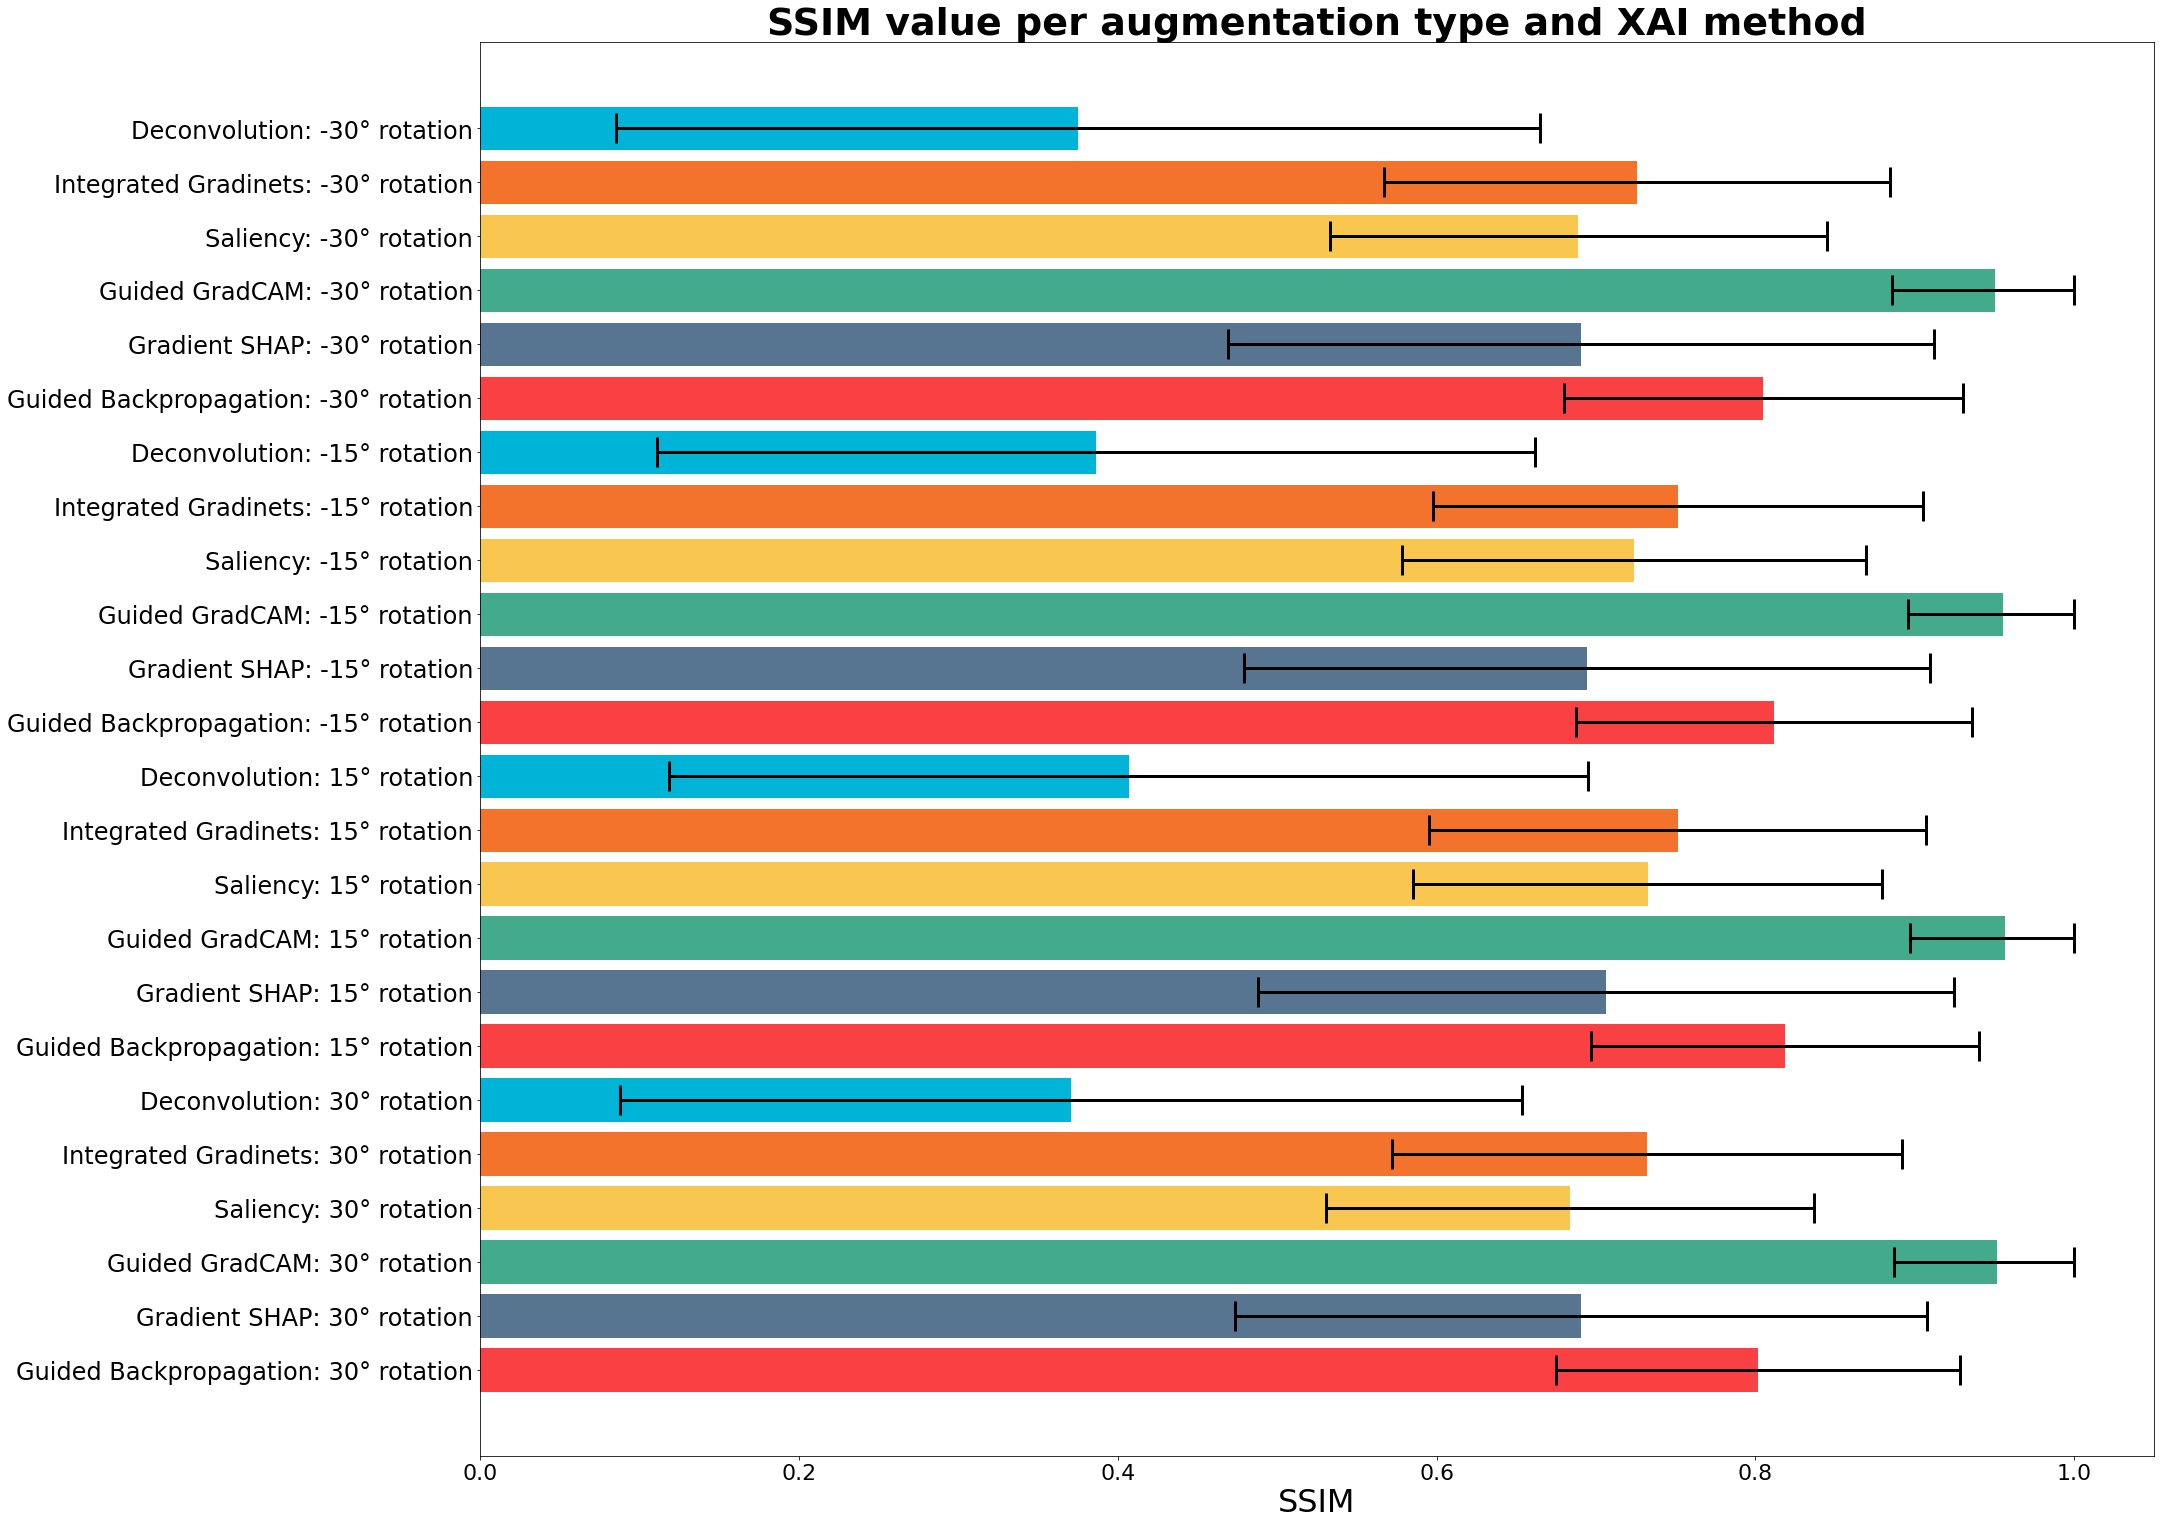 SSIM value per augmentation type and XAI method
Deconvolution: -30° rotation
Integrated Gradinets: -30° rotation
Saliency: -30° rotation
Guided GradCAM: -30° rotation
Gradient SHAP: -30° rotation
Guided Backpropagation: -30° rotation
Deconvolution: -15° rotation
Integrated Gradinets: -15° rotation
Saliency: -15° rotation
Guided GradCAM: -15° rotation
Gradient SHAP: -15° rotation
Guided Backpropagation: -15° rotation
Deconvolution: 15° rotation
Integrated Gradinets: 15° rotation
Saliency: 15° rotation
Guided GradCAM: 15° rotation
Gradient SHAP: 15° rotation
Guided Backpropagation: 15° rotation
Deconvolution: 30° rotation
Integrated Gradinets: 30° rotation
Saliency: 30° rotation
Guided GradCAM: 30° rotation
Gradient SHAP: 30° rotation
Guided Backpropagation: 30° rotation
0.0 0.2 0.4 0.6 0.8 1.0
SSIM